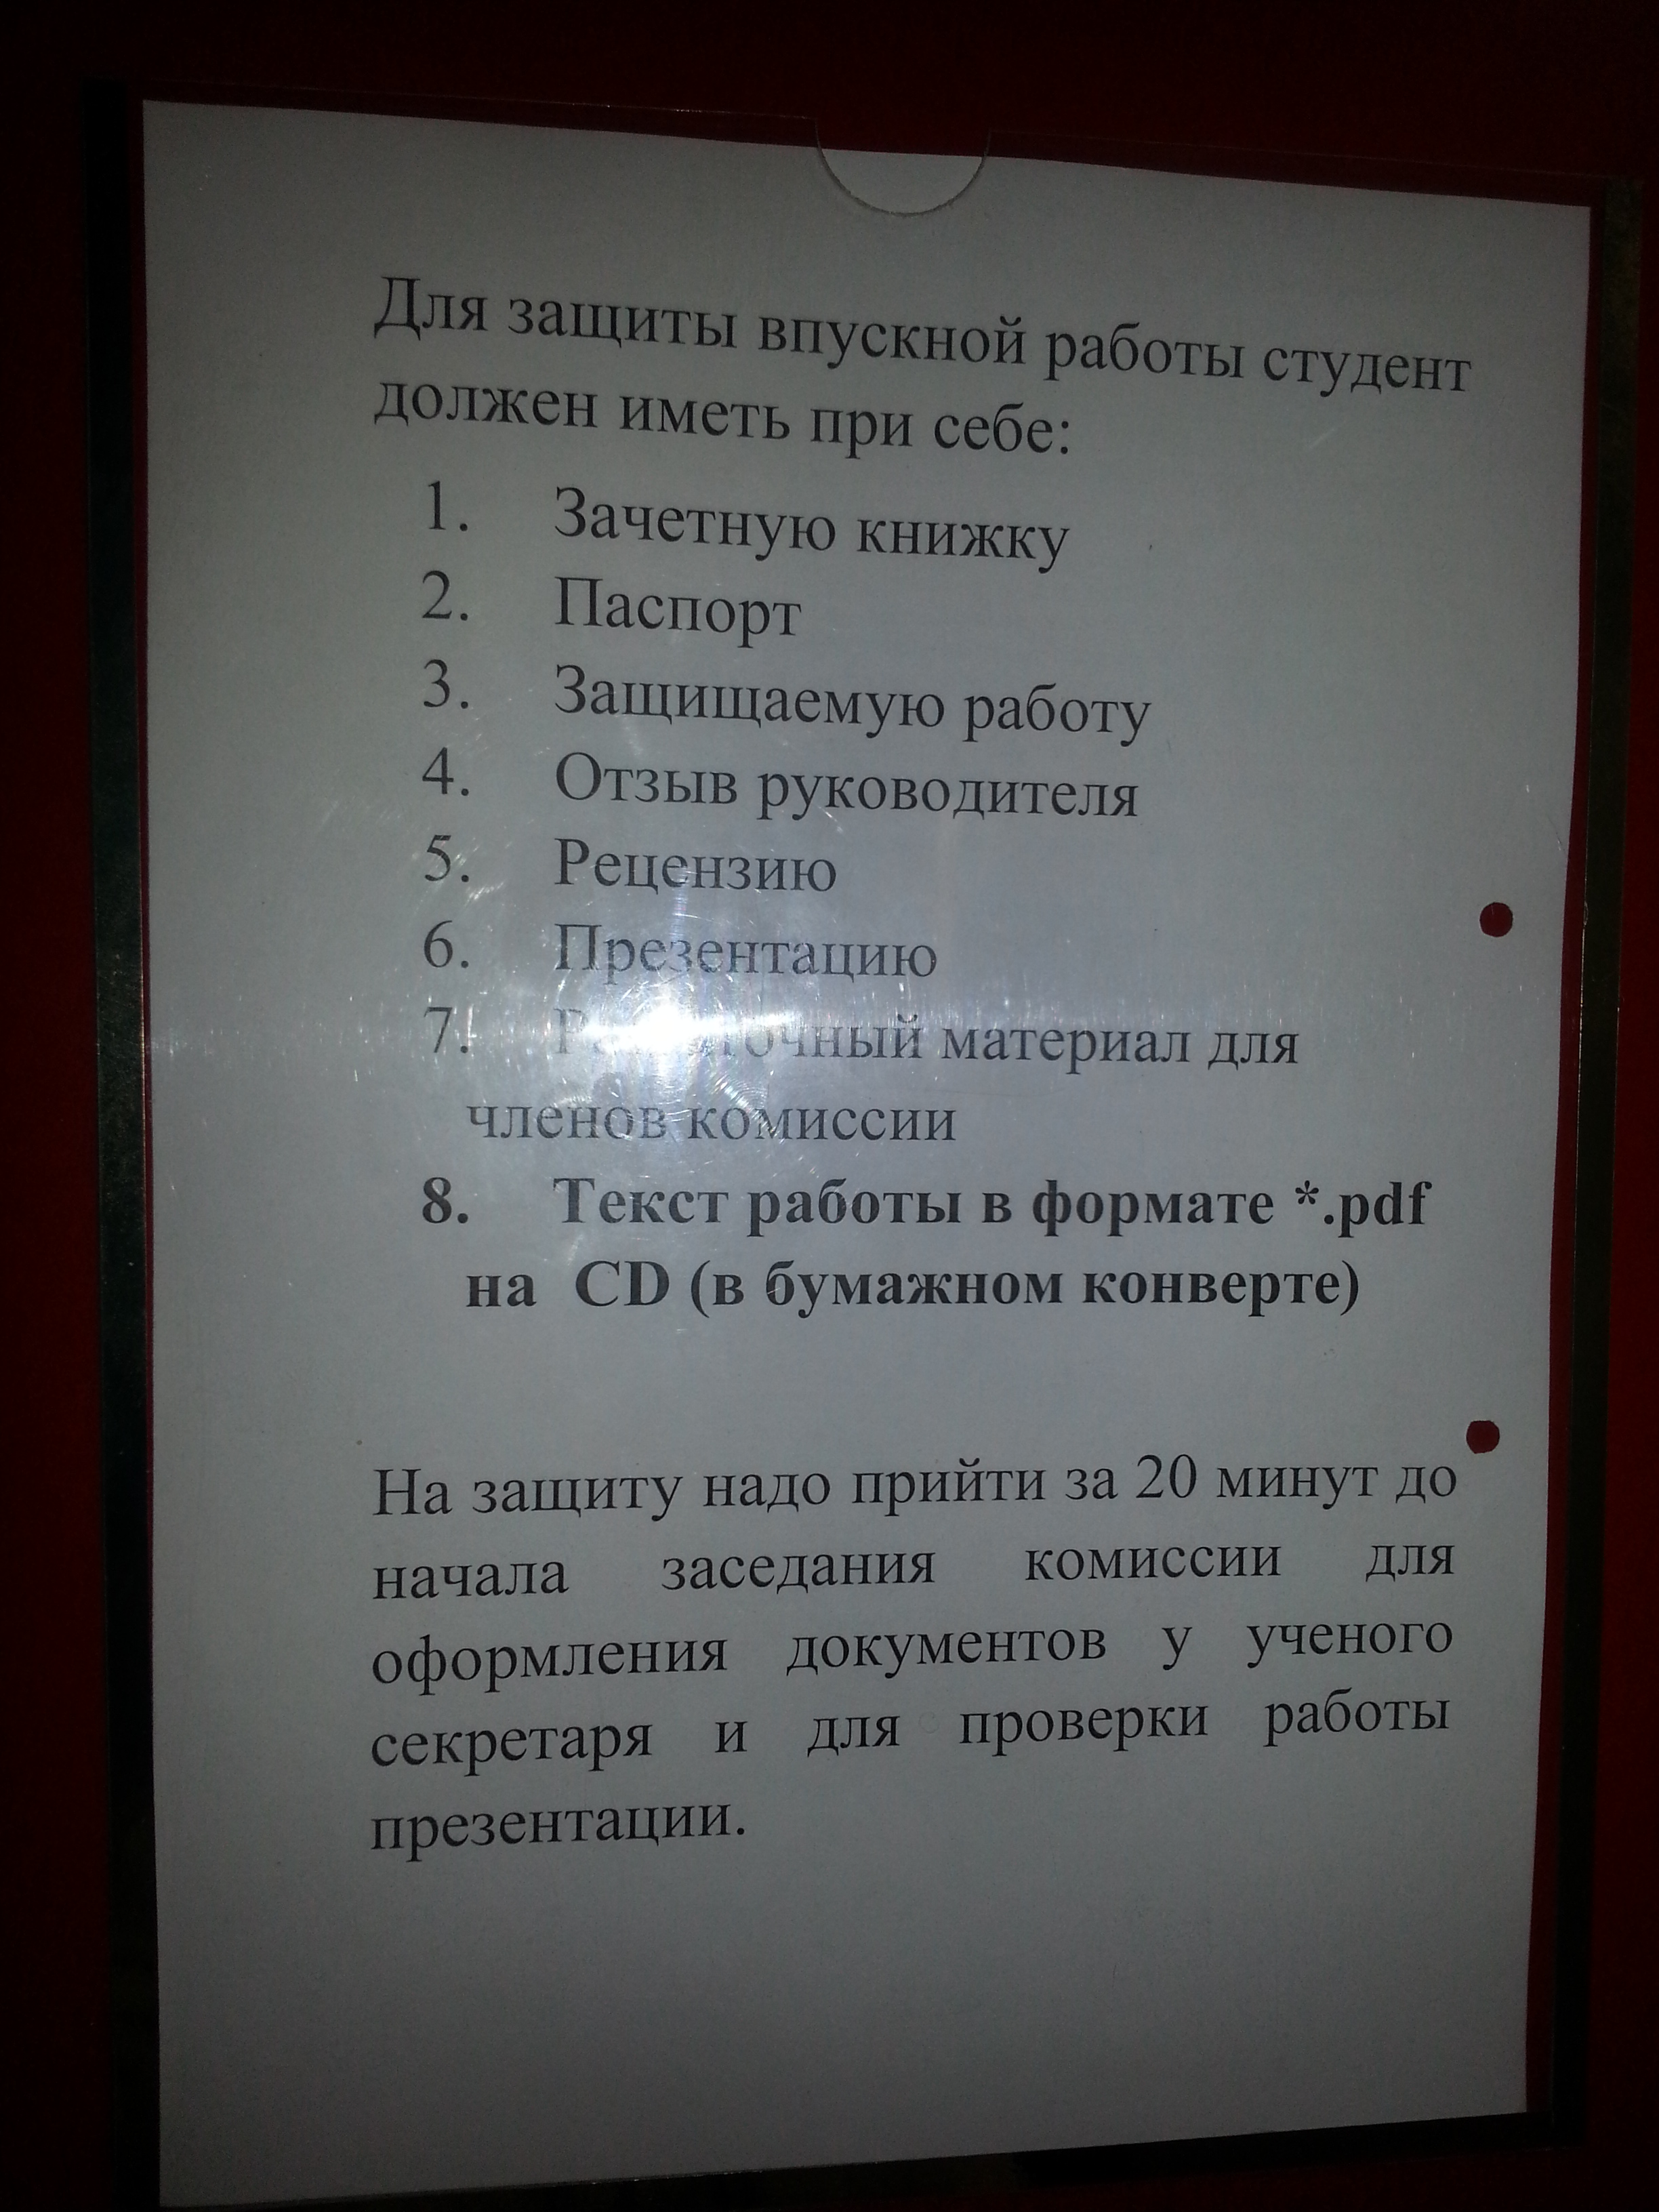 Для защиты впускной работы студент
должен иметь при себе:
1. Зачетную книжку
2. Паспорт
3. Защищаемую работу
4. Отзыв руководителя
5. Рецензию
6. Презентацию
7. материал для
членов комиссии
8. Текст работы в формате *.pdf
на CD (в бумажном конверте)
На защиту надо прийти за 20 минут до
начала заседания комиссии для
оформления документов у ученого
секретаря и для проверки работы
презентации.